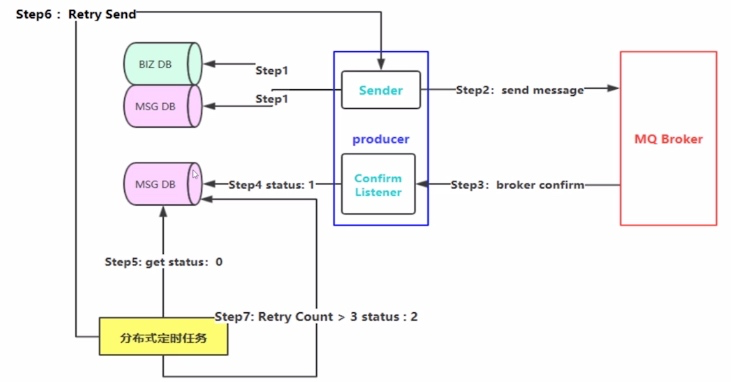 Step6： Retry Send
BIZ DB
Step1
MSG DB
Step1
Sender
Step2：send message
producer
MQ Broker
MSG DB
Step4 status: 1
Confirm
Listener
Step3：broker confirm
Step5: get status：0
Step7: Retry Count > 3 status : 2
分布式定时任务